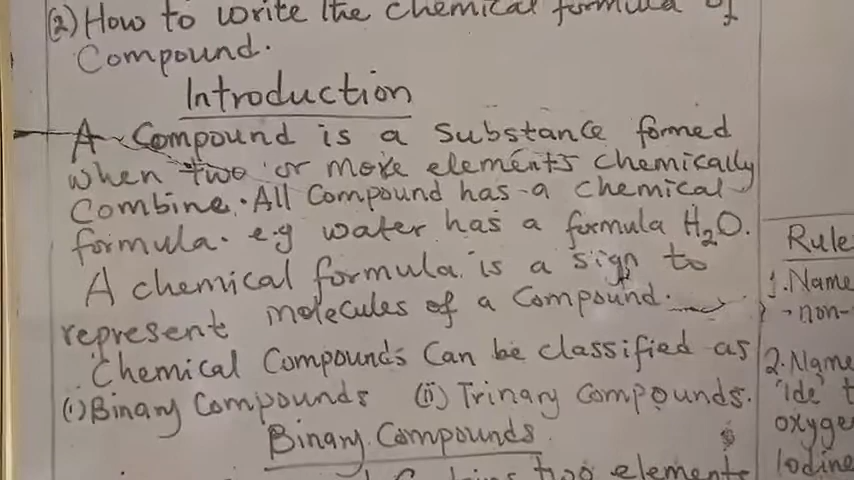 (2) How to write the chemical formula of
Compound.
Introduction
A Compound is a substance formed
when two or more elements chemically
Combine. All Compound has a chemical
formula. e.g water has a formula H₂O.
A chemical formula is a sign to
represent molecules of a Compound.
Chemical Compounds Can be classified as
(i) Binary Compounds (ii) Trinary Compounds.
Binary Compounds
two elements
Rule
1. Name
non-
2. Name
'ide' t
oxyge
Iodine